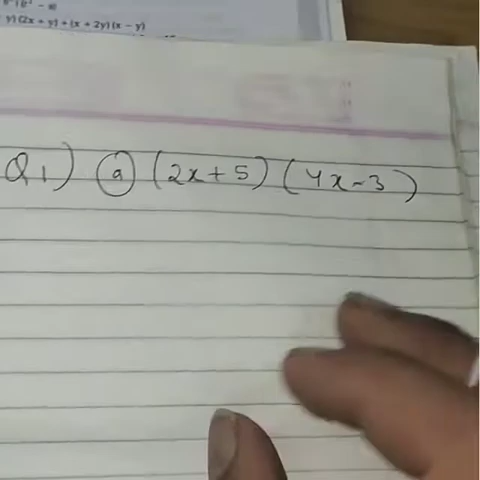 y) (2x + y) + (x + 2y) (x − y)
Q1) a (2x+5) (4x-3)